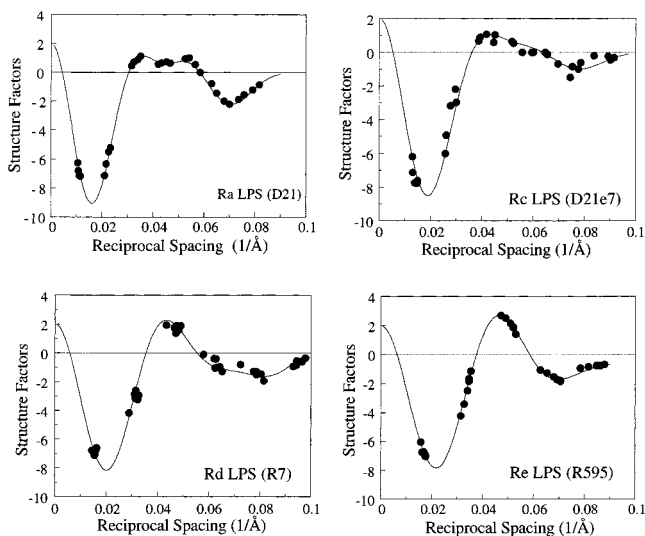 4
2
0
-2
-4
-6
-8
-10
Structure Factors
Ra LPS (D21)
0 0.02 0.04 0.06 0.08 0.1
Reciprocal Spacing (1/Å)
2
0
-2
-4
-6
-8
-10
Structure Factors
Rc LPS (D21e7)
0 0.02 0.04 0.06 0.08 0.1
Reciprocal Spacing (1/Å)
4
2
0
-2
-4
-6
-8
-10
Structure Factors
Rd LPS (R7)
0 0.02 0.04 0.06 0.08 0.1
Reciprocal Spacing (1/Å)
4
2
0
-2
-4
-6
-8
-10
Structure Factors
Re LPS (R595)
0 0.02 0.04 0.06 0.08 0.1
Reciprocal Spacing (1/Å)